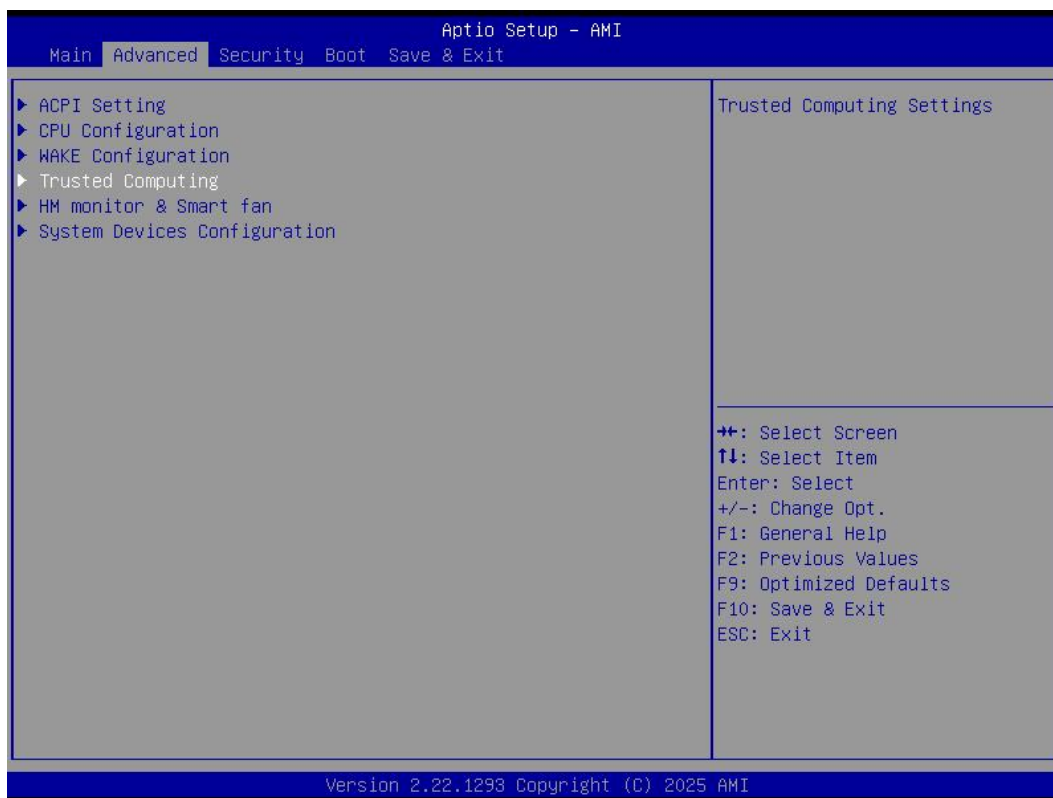 Aptio Setup - AMI
Main Advanced Security Boot Save & Exit
ACPI Setting
CPU Configuration
WAKE Configuration
Trusted Computing
HM monitor & Smart fan
System Devices Configuration
Trusted Computing Settings
→←: Select Screen
↑↓: Select Item
Enter: Select
+/-: Change Opt.
F1: General Help
F2: Previous Values
F9: Optimized Defaults
F10: Save & Exit
ESC: Exit
Version 2.22.1293 Copyright (C) 2025 AMI